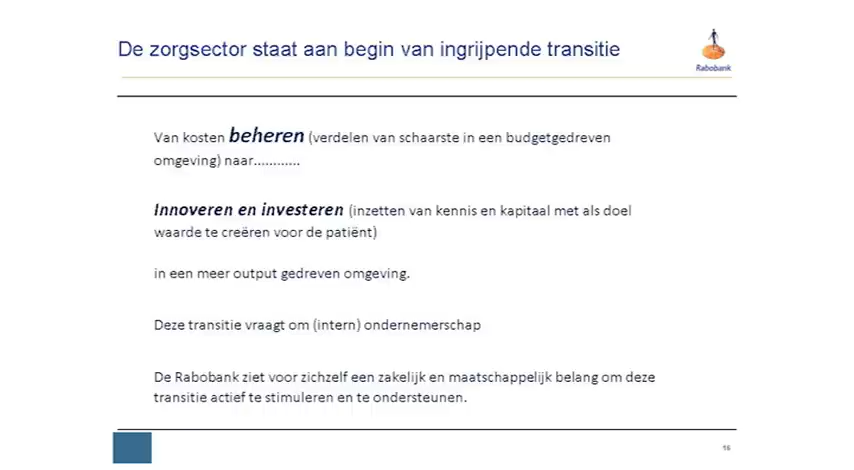 De zorgsector staat aan begin van ingrijpende transitie
Rabobank
Van kosten beheren (verdelen van schaarste in een budgetgedreven
omgeving) naar............
Innoveren en investeren (inzetten van kennis en kapitaal met als doel
waarde te creëren voor de patiënt)
in een meer output gedreven omgeving.
Deze transitie vraagt om (intern) ondernemerschap
De Rabobank ziet voor zichzelf een zakelijk en maatschappelijk belang om deze
transitie actief te stimuleren en te ondersteunen.
16